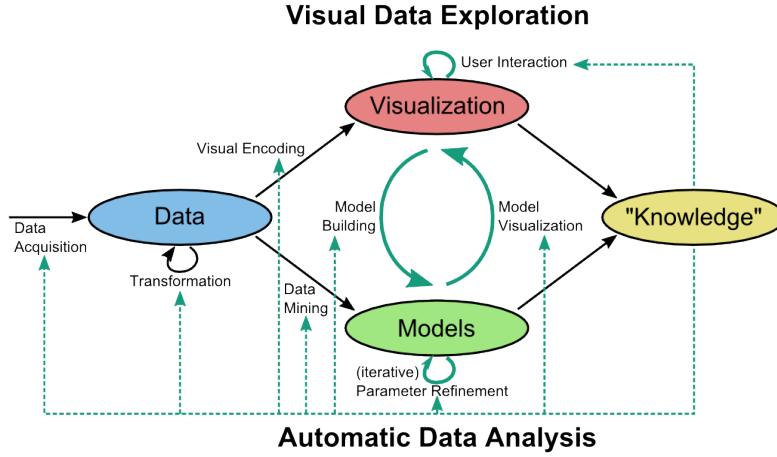 Visual Data Exploration
User Interaction
Visualization
Visual Encoding
Data
Data
Acquisition
Transformation
Model
Building
Model
Visualization
"Knowledge"
Data
Mining
Models
(iterative)
Parameter Refinement
Automatic Data Analysis